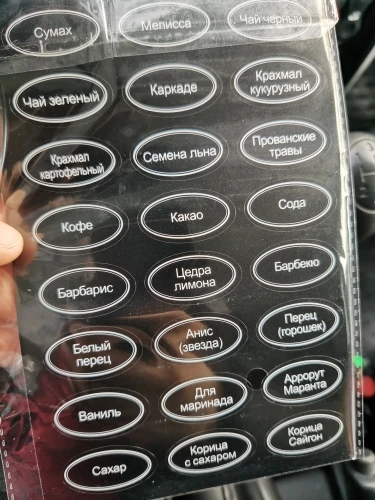 Сумах
Мелисса
Чай черный
Чай зеленый
Каркаде
Крахмал
кукурузный
Крахмал
картофельный
Семена льна
Прованские
травы
Кофе
Какао
Сода
Барбарис
Цедра
лимона
Барбекю
Белый
перец
Анис
(звезда)
Перец
(горошек)
Ваниль
Для
маринада
Аррорут
Маранта
Сахар
Корица
с сахаром
Корица
Сайгон